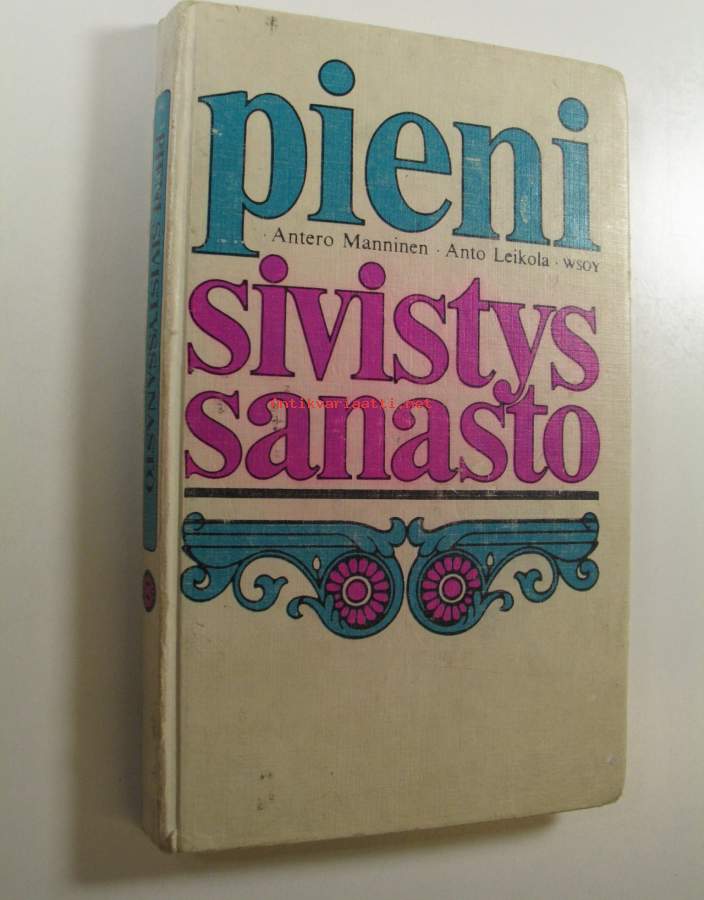 pieni
· Antero Manninen · Anto Leikola · WSOY
sivistys
sanasto
antikvariaatti.net
PIENI SIVISTYSSANASTO